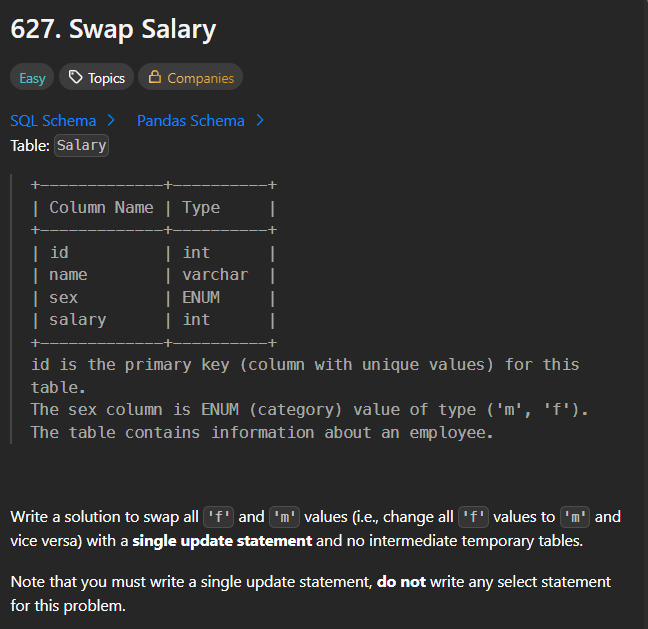 627. Swap Salary
Easy Topics Companies
SQL Schema > Pandas Schema >
Table: Salary
+-------------+----------+
| Column Name | Type     |
+-------------+----------+
| id          | int      |
| name        | varchar  |
| sex         | ENUM     |
| salary      | int      |
+-------------+----------+
id is the primary key (column with unique values) for this
table.
The sex column is ENUM (category) value of type ('m', 'f').
The table contains information about an employee.
Write a solution to swap all 'f' and 'm' values (i.e., change all 'f' values to 'm' and
vice versa) with a single update statement and no intermediate temporary tables.
Note that you must write a single update statement, do not write any select statement
for this problem.